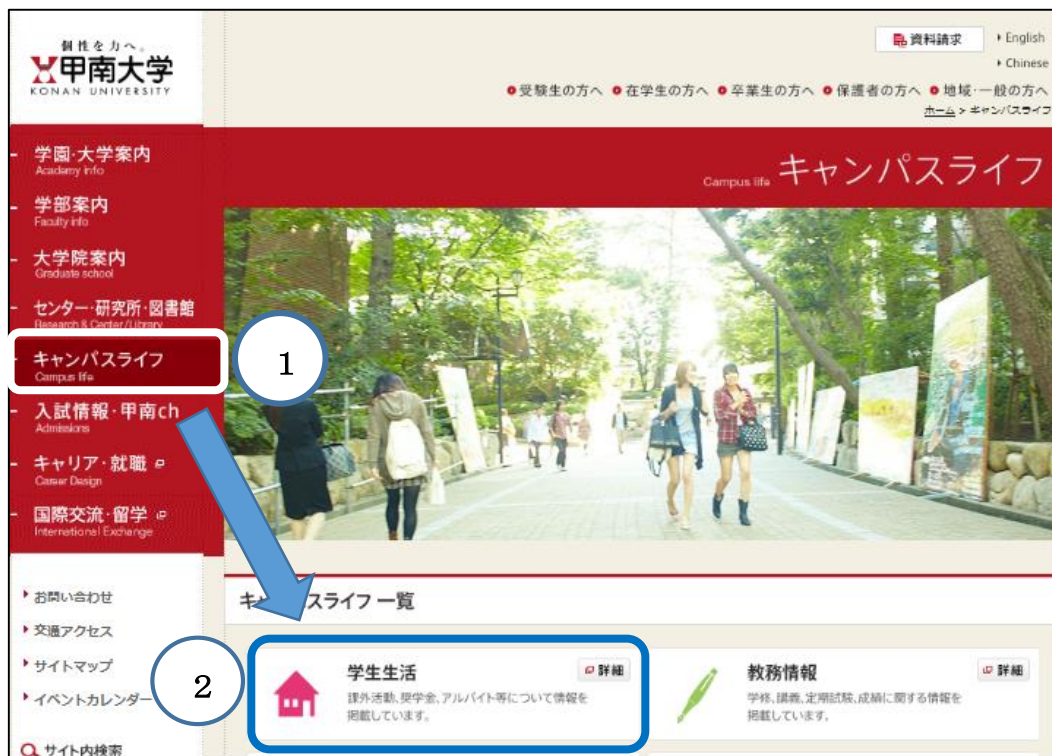 個性を力へ。
甲南大学
KONAN UNIVERSITY
資料請求
English
Chinese
受験生の方へ 在学生の方へ 卒業生の方へ 保護者の方へ 地域・一般の方へ
ホーム > キャンパスライフ
学園・大学案内
Academy info
学部案内
Faculty info
大学院案内
Graduate school
センター・研究所・図書館
Research & Center/Library
キャンパスライフ
Campus life
入試情報・甲南ch
Admissions
キャリア・就職
Career Design
国際交流・留学
International Exchange
お問い合わせ
交通アクセス
サイトマップ
イベントカレンダー
サイト内検索
Campus life キャンパスライフ
1
キャンパスライフ 一覧
2
学生生活
詳細
課外活動、奨学金、アルバイト等について情報を
掲載しています。
教務情報
詳細
学修、講義、定期試験、成績に関する情報を
掲載しています。